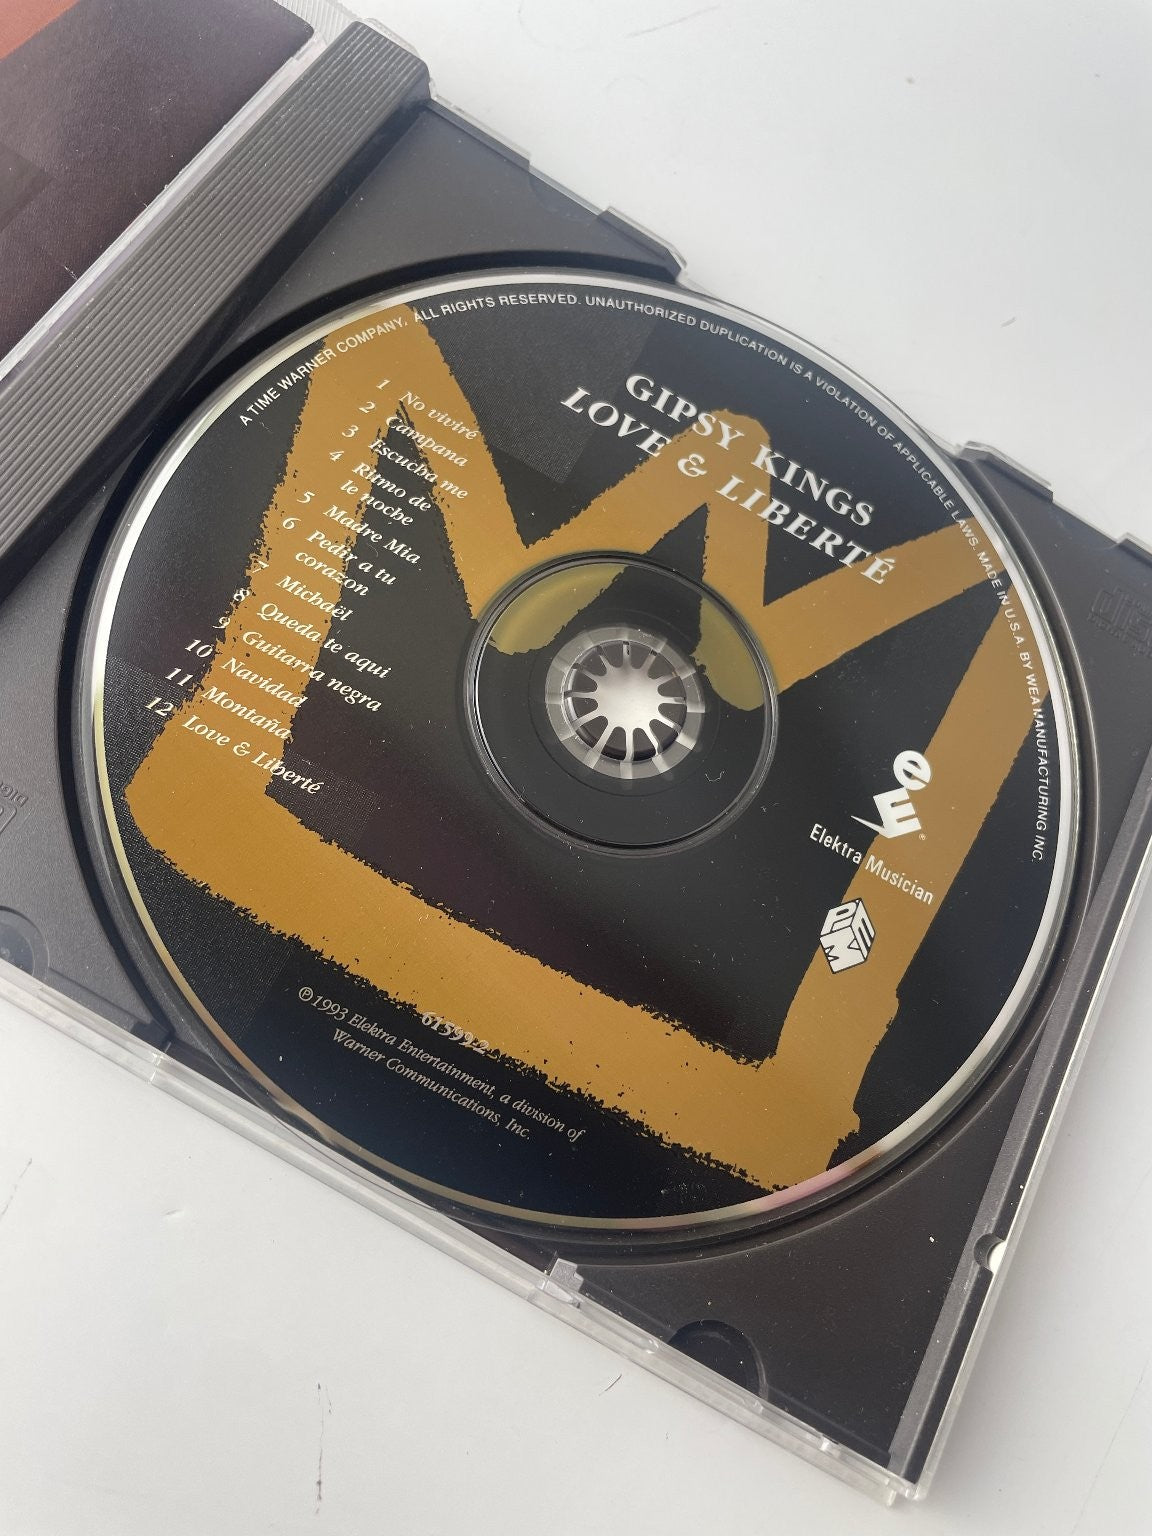 A TIME WARNER COMPANY. ALL RIGHTS RESERVED. UNAUTHORIZED DUPLICATION IS A VIOLATION OF APPLICABLE LAWS. MADE IN U.S.A. BY WEA MANUFACTURING INC.
GIPSY KINGS
LOVE & LIBERTÉ
1 No viviré
2 Campana
3 Escucha me
4 Ritmo de
le noche
5 Madre Mia
6 Pedir a tu
corazon
7 Michaël
8 Queda te aqui
9 Guitarra negra
10 Navidad
11 Montaña
12 Love & Liberté
e
Elektra Musician
PEM
61599-2
℗1993 Elektra Entertainment, a division of
Warner Communications, Inc.